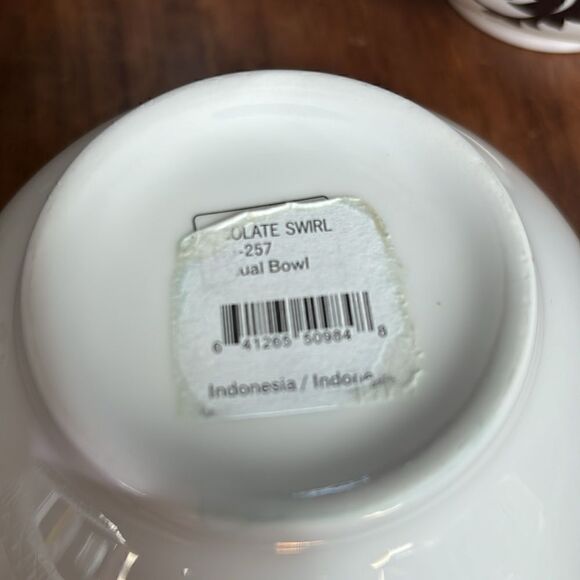 OLATE SWIRL
-257
ual Bowl
6 41265 50984 8
Indonesia / Indone